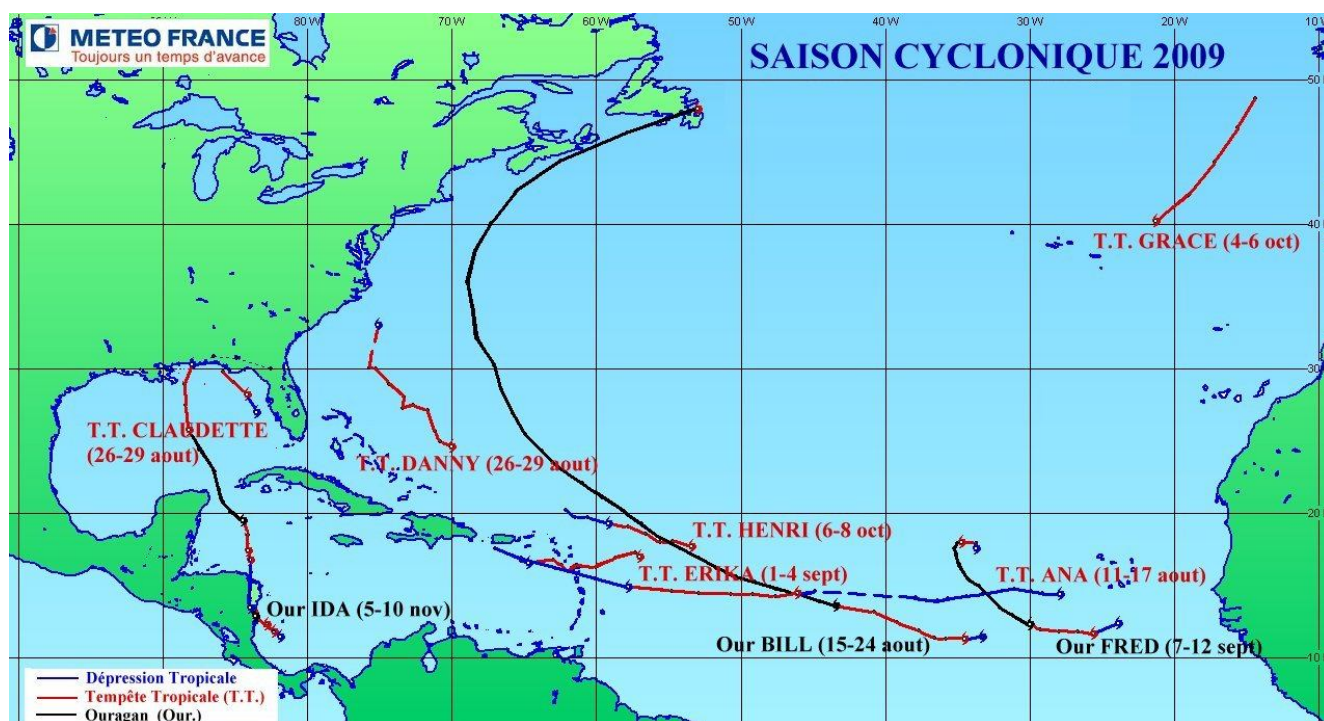 90 W 80 W 70 W 60 W 50 W 40 W 30 W 20 W 10 W
METEO FRANCE
Toujours un temps d'avance
SAISON CYCLONIQUE 2009
50
T.T. GRACE (4-6 oct)
40
30
T.T. CLAUDETTE
(26-29 aout)
T.T. DANNY (26-29 aout)
20
T.T. HENRI (6-8 oct)
T.T. ERIKA (1-4 sept)
T.T. ANA (11-17 aout)
Our IDA (5-10 nov)
Our BILL (15-24 aout)
Our FRED (7-12 sept)
10
Dépression Tropicale
Tempête Tropicale (T.T.)
Ouragan (Our.)